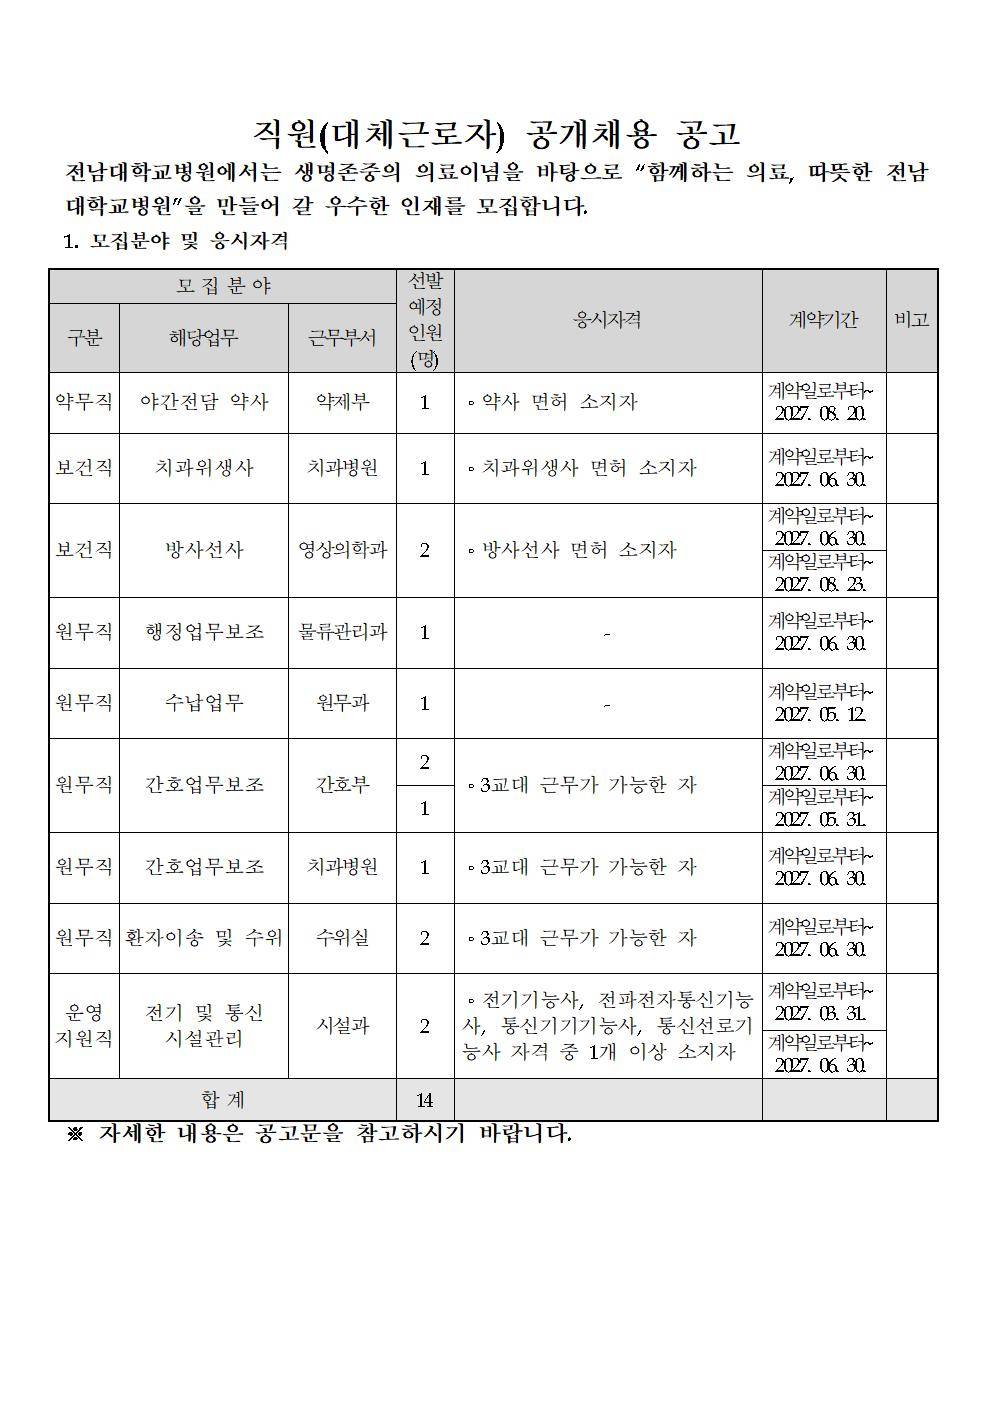 직원(대체근로자) 공개채용 공고
전남대학교병원에서는 생명존중의 의료이념을 바탕으로 "함께하는 의료, 따뜻한 전남
대학교병원"을 만들어 갈 우수한 인재를 모집합니다.
1. 모집분야 및 응시자격
모 집 분 야 선발 예정 인원 (명) 응시자격 계약기간 비고
구분 해당업무 근무부서
약무직 야간전담 약사 약제부 1 ◦ 약사 면허 소지자 계약일로부터~
2027. 08. 20.
보건직 치과위생사 치과병원 1 ◦ 치과위생사 면허 소지자 계약일로부터~
2027. 06. 30.
보건직 방사선사 영상의학과 2 ◦ 방사선사 면허 소지자 계약일로부터~
2027. 06. 30.
계약일로부터~
2027. 08. 23.
원무직 행정업무보조 물류관리과 1 - 계약일로부터~
2027. 06. 30.
원무직 수납업무 원무과 1 - 계약일로부터~
2027. 05. 12.
원무직 간호업무보조 간호부 2 ◦ 3교대 근무가 가능한 자 계약일로부터~
2027. 06. 30.
1 계약일로부터~
2027. 05. 31.
원무직 간호업무보조 치과병원 1 ◦ 3교대 근무가 가능한 자 계약일로부터~
2027. 06. 30.
원무직 환자이송 및 수위 수위실 2 ◦ 3교대 근무가 가능한 자 계약일로부터~
2027. 06. 30.
운영
지원직 전기 및 통신
시설관리 시설과 2 ◦ 전기기능사, 전파전자통신기능
사, 통신기기기능사, 통신선로기
능사 자격 중 1개 이상 소지자 계약일로부터~
2027. 03. 31.
계약일로부터~
2027. 06. 30.
합 계 14
※ 자세한 내용은 공고문을 참고하시기 바랍니다.